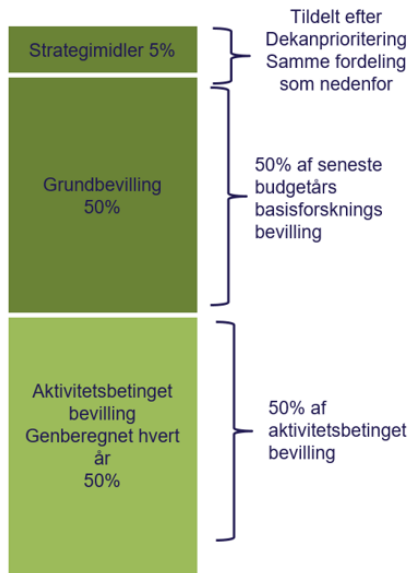 Strategimidler 5%
Tildelt efter
Dekanprioritering
Samme fordeling
som nedenfor
Grundbevilling
50%
50% af seneste
budgetårs
basisforsknings
bevilling
Aktivitetsbetinget
bevilling
Genberegnet hvert
år
50%
50% af
aktivitetsbetinget
bevilling